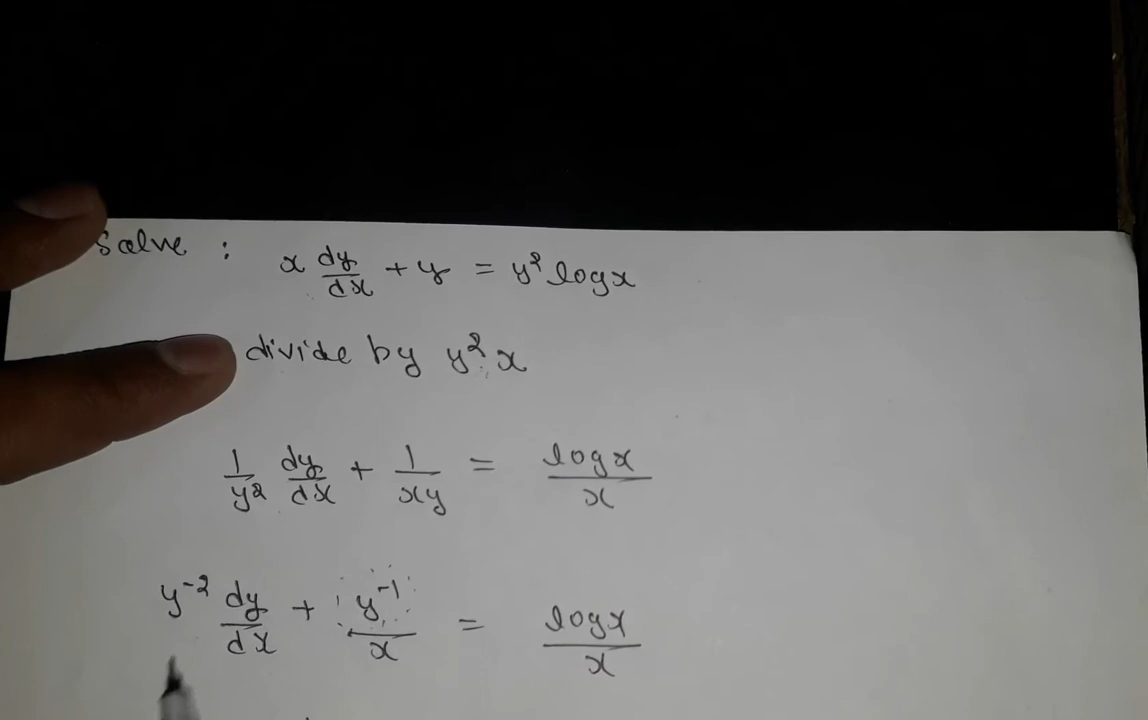 Solve : x dy/dx + y = y² log x
divide by y² x
1/y² dy/dx + 1/xy = log x/x
y⁻² dy/dx + y⁻¹/x = log x/x